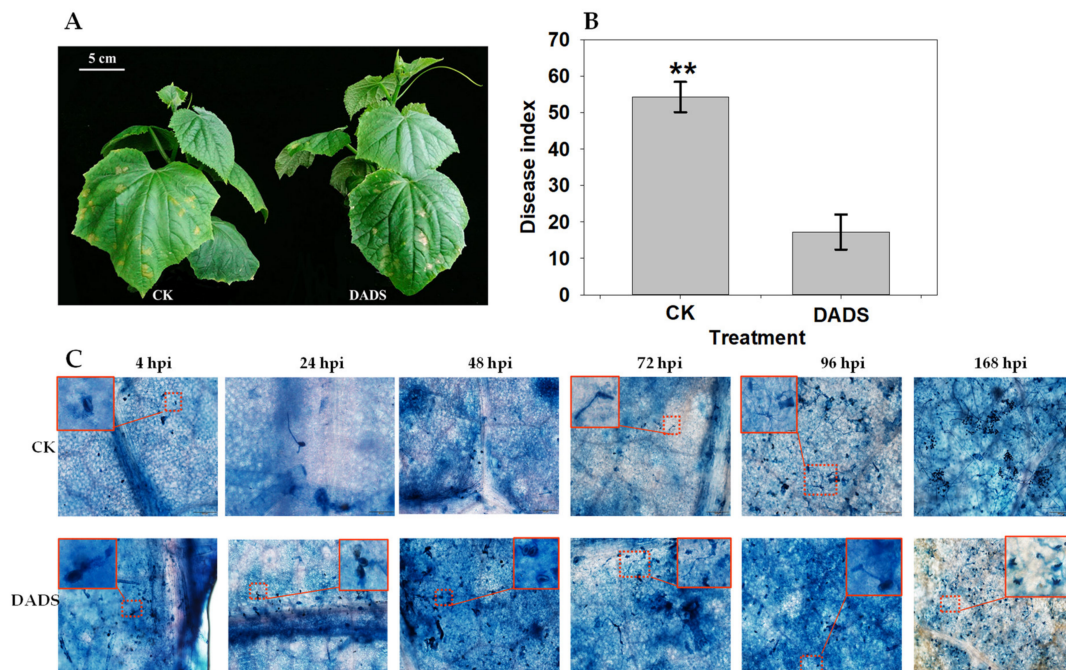 A
B
5 cm
CK
DADS
Disease index
70
60
50
40
30
20
10
0
**
CK
DADS
Treatment
C
4 hpi
24 hpi
48 hpi
72 hpi
96 hpi
168 hpi
CK
DADS